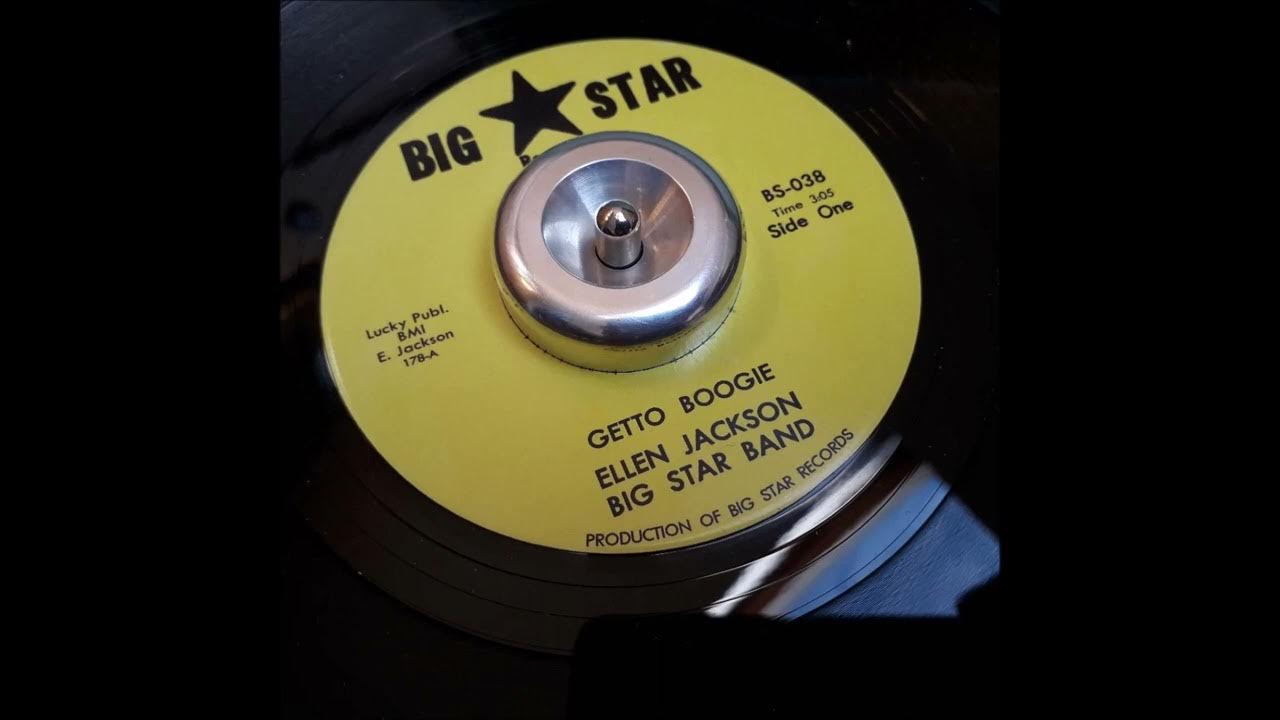 BIG ★ STAR
BS-038
Time 3:05
Side One
Lucky Publ.
BMI
E. Jackson
178-A
GETTO BOOGIE
ELLEN JACKSON
BIG STAR BAND
PRODUCTION OF BIG STAR RECORDS